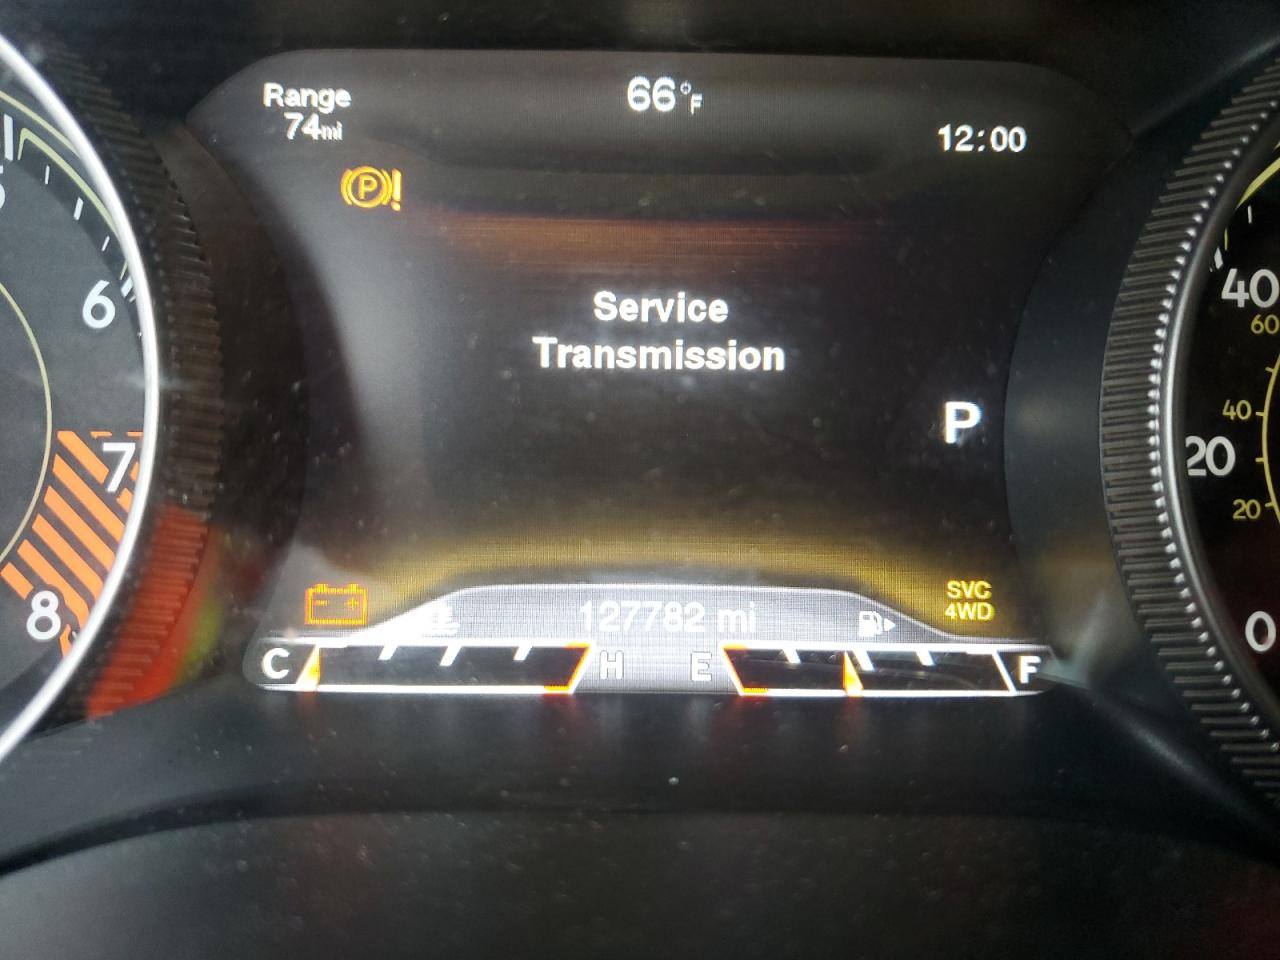 Range
74mi
66°F
12:00
(P)!
Service
Transmission
P
6
7
8
40
60
40
20
20
0
SVC
4WD
127782 mi
C
H
E
F